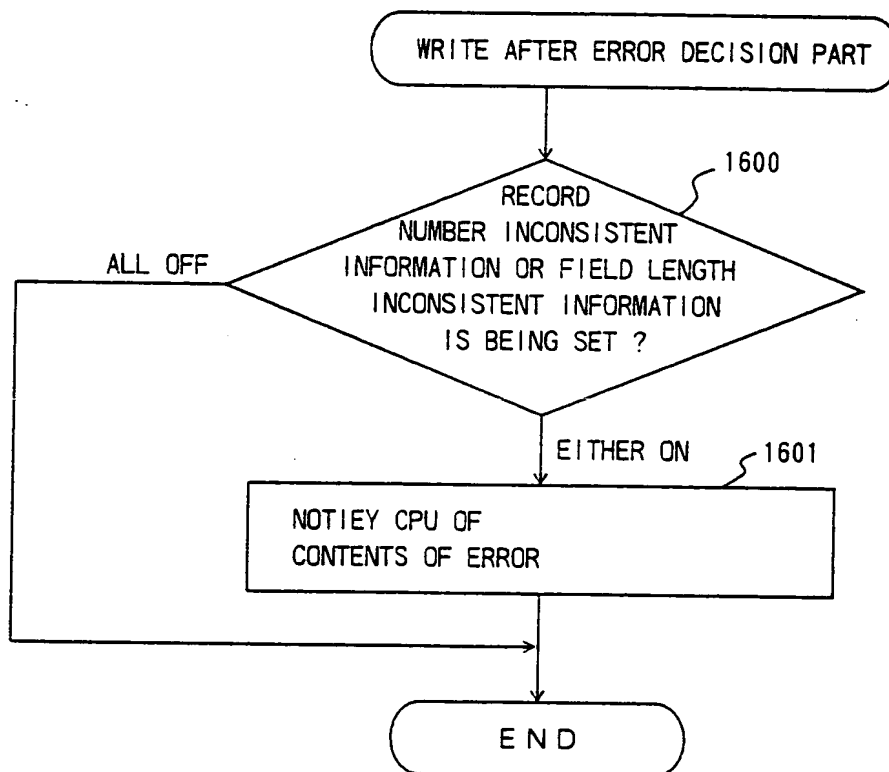 WRITE AFTER ERROR DECISION PART
1600
RECORD
NUMBER INCONSISTENT
INFORMATION OR FIELD LENGTH
INCONSISTENT INFORMATION
IS BEING SET ?
ALL OFF
EITHER ON
1601
NOTIEY CPU OF
CONTENTS OF ERROR
END